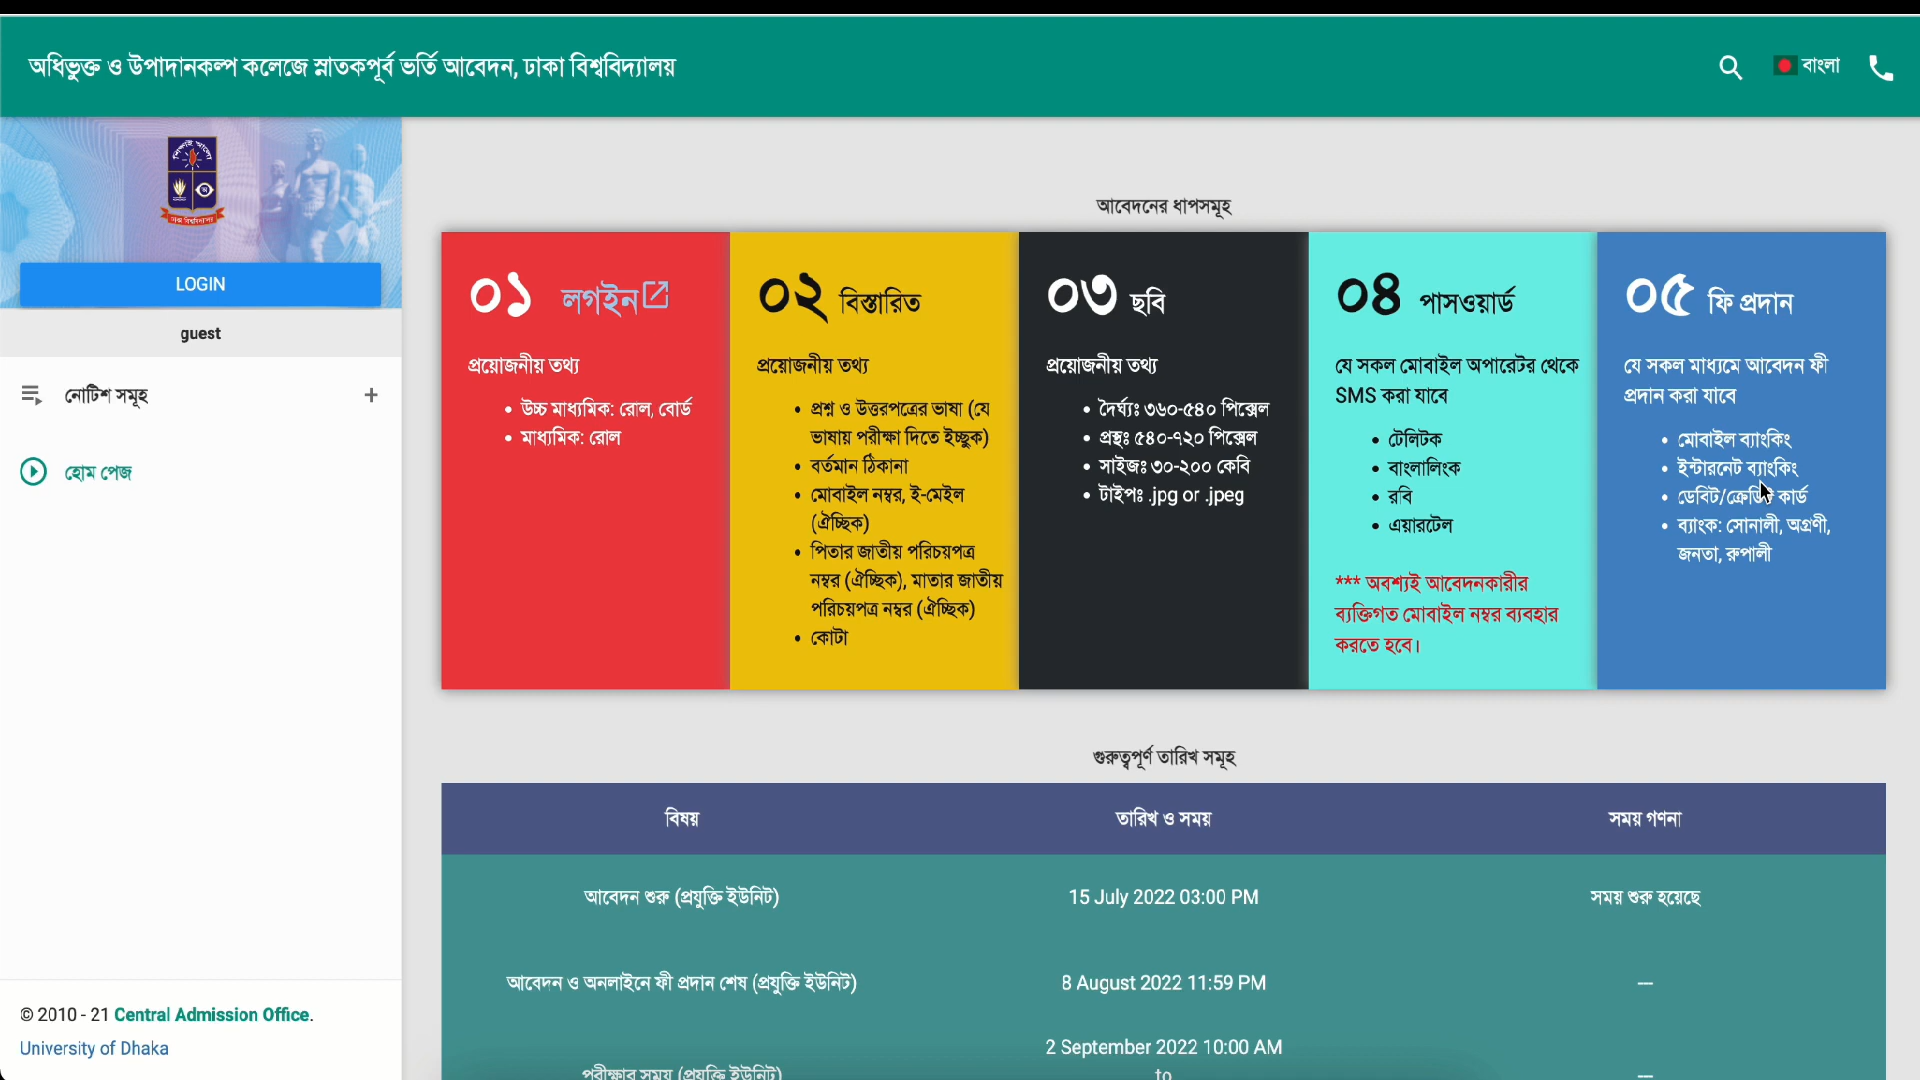 অধিভুক্ত ও উপাদানকল্প কলেজে স্নাতকপূর্ব ভর্তি আবেদন, ঢাকা বিশ্ববিদ্যালয়
বাংলা
LOGIN
guest
নোটিশ সমূহ
+
হোম পেজ
© 2010 - 21 Central Admission Office.
University of Dhaka
আবেদনের ধাপসমূহ
০১ লগইন
প্রয়োজনীয় তথ্য
• উচ্চ মাধ্যমিক: রোল, বোর্ড
• মাধ্যমিক: রোল
০২ বিস্তারিত
প্রয়োজনীয় তথ্য
• প্রশ্ন ও উত্তরপত্রের ভাষা (যে
ভাষায় পরীক্ষা দিতে ইচ্ছুক)
• বর্তমান ঠিকানা
• মোবাইল নম্বর, ই-মেইল
(ঐচ্ছিক)
• পিতার জাতীয় পরিচয়পত্র
নম্বর (ঐচ্ছিক), মাতার জাতীয়
পরিচয়পত্র নম্বর (ঐচ্ছিক)
• কোটা
০৩ ছবি
প্রয়োজনীয় তথ্য
• দৈর্ঘ্যঃ ৩৬০-৫৪০ পিক্সেল
• প্রস্থঃ ৫৪০-৭২০ পিক্সেল
• সাইজঃ ৩০-২০০ কেবি
• টাইপঃ .jpg or .jpeg
০৪ পাসওয়ার্ড
যে সকল মোবাইল অপারেটর থেকে
SMS করা যাবে
• টেলিটক
• বাংলালিংক
• রবি
• এয়ারটেল
*** অবশ্যই আবেদনকারীর
ব্যক্তিগত মোবাইল নম্বর ব্যবহার
করতে হবে।
০৫ ফি প্রদান
যে সকল মাধ্যমে আবেদন ফী
প্রদান করা যাবে
• মোবাইল ব্যাংকিং
• ইন্টারনেট ব্যাংকিং
• ডেবিট/ক্রেডিট কার্ড
• ব্যাংক: সোনালী, অগ্রণী,
জনতা, রুপালী
গুরুত্বপূর্ণ তারিখ সমূহ
বিষয় তারিখ ও সময় সময় গণনা
আবেদন শুরু (প্রযুক্তি ইউনিট) 15 July 2022 03:00 PM সময় শুরু হয়েছে
আবেদন ও অনলাইনে ফী প্রদান শেষ (প্রযুক্তি ইউনিট) 8 August 2022 11:59 PM ---
2 September 2022 10:00 AM
পরীক্ষার সময় (প্রযুক্তি ইউনিট) to ---